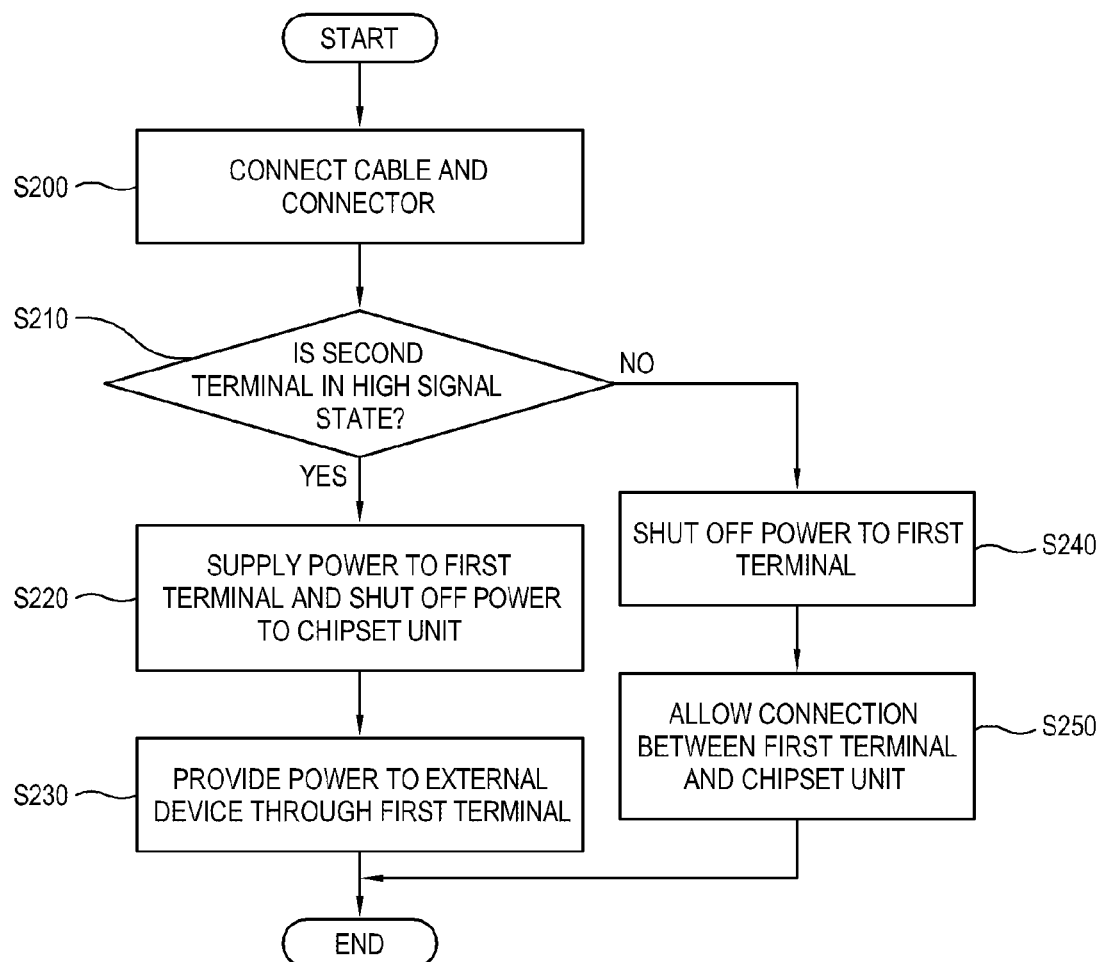 START
S200
CONNECT CABLE AND
CONNECTOR
S210
IS SECOND
TERMINAL IN HIGH SIGNAL
STATE?
NO
YES
S220
SUPPLY POWER TO FIRST
TERMINAL AND SHUT OFF POWER
TO CHIPSET UNIT
SHUT OFF POWER TO FIRST
TERMINAL
S240
S230
PROVIDE POWER TO EXTERNAL
DEVICE THROUGH FIRST TERMINAL
ALLOW CONNECTION
BETWEEN FIRST TERMINAL
AND CHIPSET UNIT
S250
END